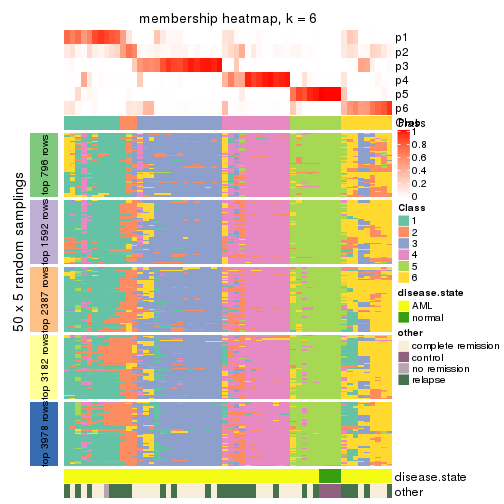 membership heatmap, k = 6
p1
p2
p3
p4
p5
p6
Class
Prob
1
0.8
0.6
0.4
0.2
0
Class
1
2
3
4
5
6
disease.state
AML
normal
other
complete remission
control
no remission
relapse
50 x 5 random samplings
top 796 rows
top 1592 rows
top 2387 rows
top 3182 rows
top 3978 rows
disease.state
other